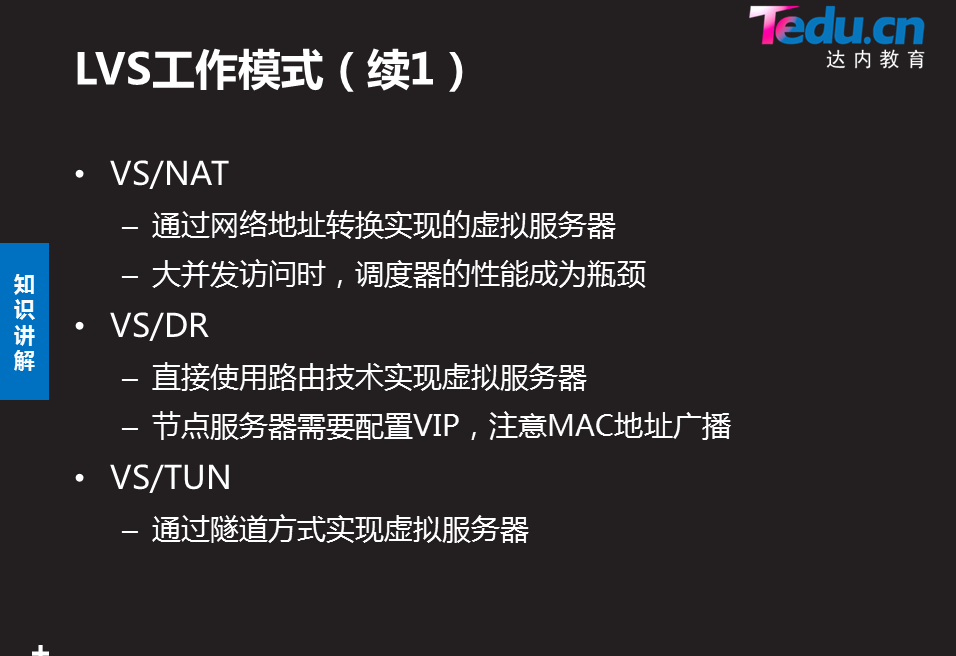 Tedu.cn
达内教育
LVS工作模式（续1）
• VS/NAT
– 通过网络地址转换实现的虚拟服务器
– 大并发访问时，调度器的性能成为瓶颈
• VS/DR
– 直接使用路由技术实现虚拟服务器
– 节点服务器需要配置VIP，注意MAC地址广播
• VS/TUN
– 通过隧道方式实现虚拟服务器
知识讲解
+